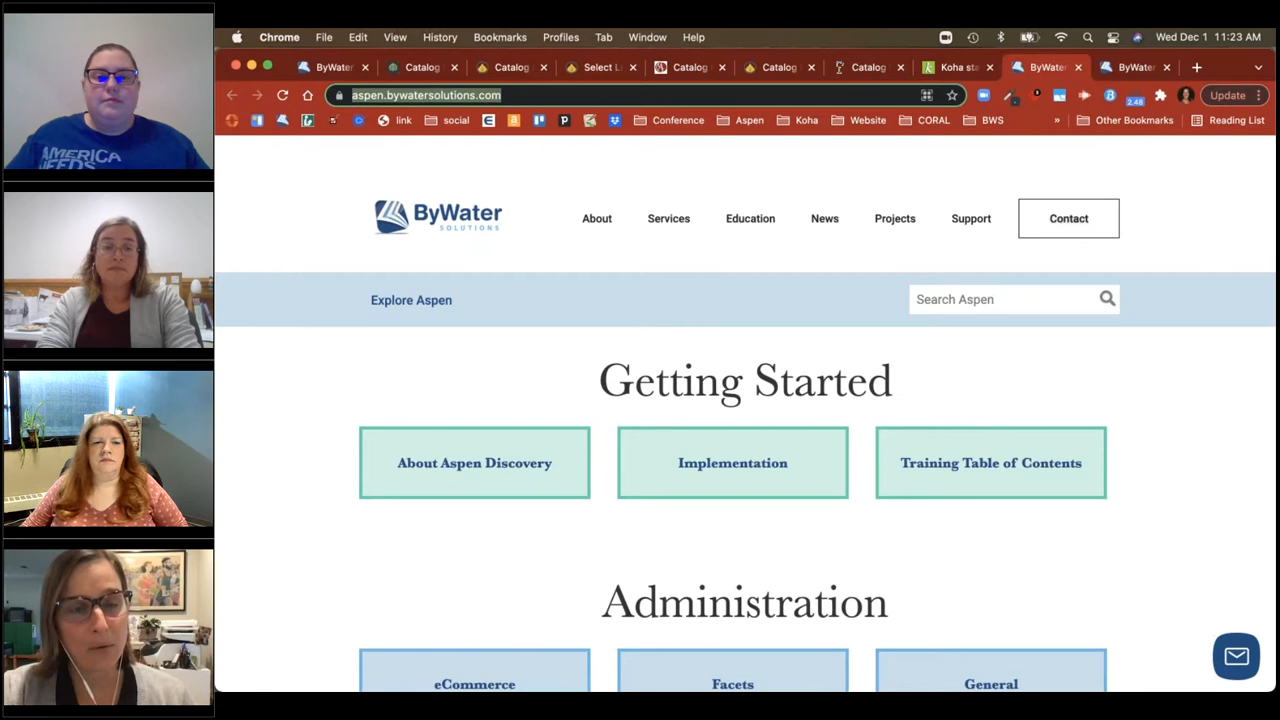 AMERICA
NEEDS
Chrome File Edit View History Bookmarks Profiles Tab Window Help Wed Dec 1 11:23 AM
ByWater Catalog Catalog Select L Catalog Catalog Catalog Koha sta ByWater ByWater
aspen.bywatersolutions.com 2.48 Update
link social Conference Aspen Koha Website CORAL BWS » Other Bookmarks Reading List
ByWater
SOLUTIONS
About Services Education News Projects Support Contact
Explore Aspen Search Aspen
Getting Started
About Aspen Discovery Implementation Training Table of Contents
Administration
eCommerce Facets General